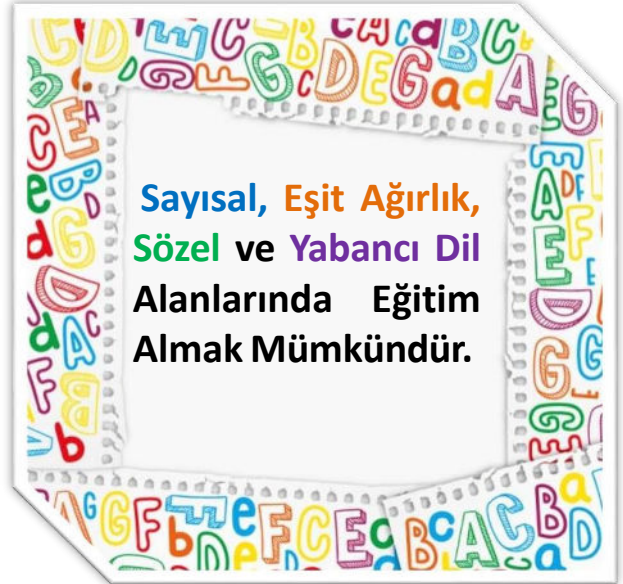 Sayısal, Eşit Ağırlık,
Sözel ve Yabancı Dil
Alanlarında Eğitim
Almak Mümkündür.